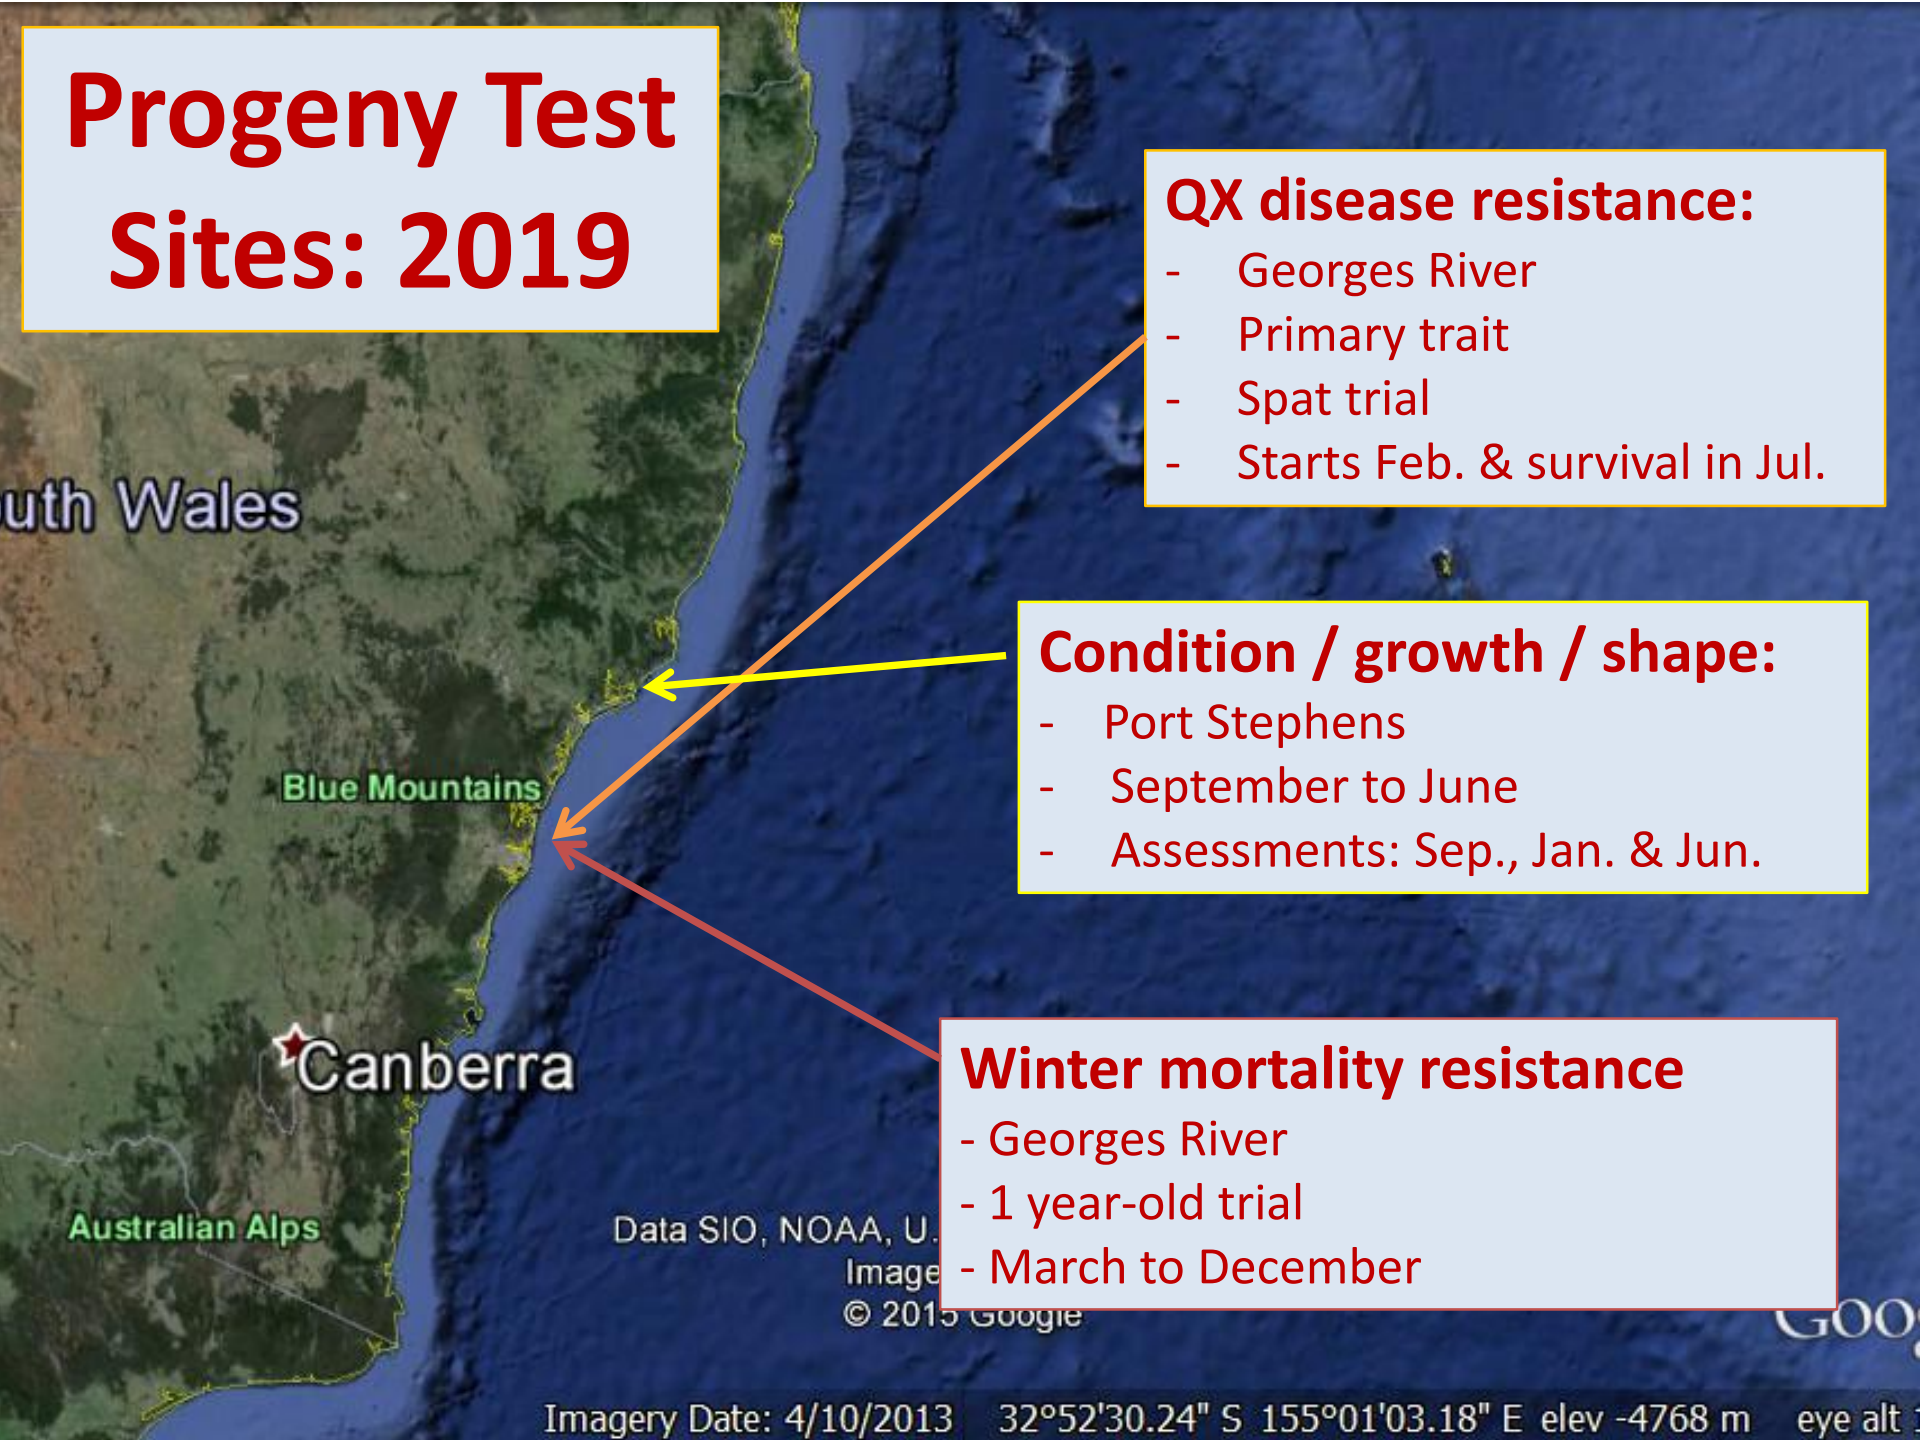 Progeny Test
Sites: 2019
QX disease resistance:
- Georges River
- Primary trait
- Spat trial
- Starts Feb. & survival in Jul.
uth Wales
Condition / growth / shape:
- Port Stephens
- September to June
- Assessments: Sep., Jan. & Jun.
Blue Mountains
Canberra
Winter mortality resistance
- Georges River
- 1 year-old trial
- March to December
Australian Alps
Data SIO, NOAA, U.
Image
© 2015 Google
Goo
Imagery Date: 4/10/2013 32°52'30.24" S 155°01'03.18" E elev -4768 m eye alt